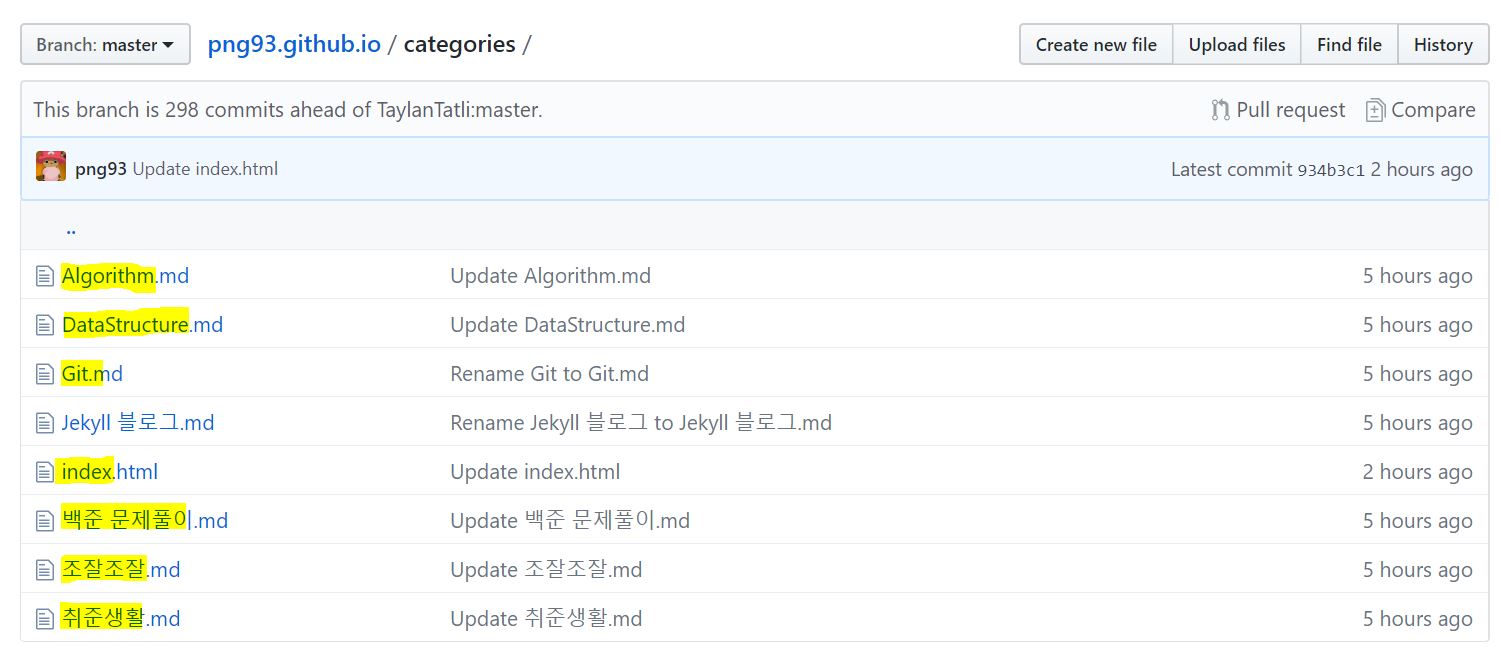 Branch: master png93.github.io / categories / Create new file Upload files Find file History
This branch is 298 commits ahead of TaylanTatli:master. Pull request Compare
png93 Update index.html Latest commit 934b3c1 2 hours ago
..
Algorithm.md Update Algorithm.md 5 hours ago
DataStructure.md Update DataStructure.md 5 hours ago
Git.md Rename Git to Git.md 5 hours ago
Jekyll 블로그.md Rename Jekyll 블로그 to Jekyll 블로그.md 5 hours ago
index.html Update index.html 2 hours ago
백준 문제풀이.md Update 백준 문제풀이.md 5 hours ago
조잘조잘.md Update 조잘조잘.md 5 hours ago
취준생활.md Update 취준생활.md 5 hours ago